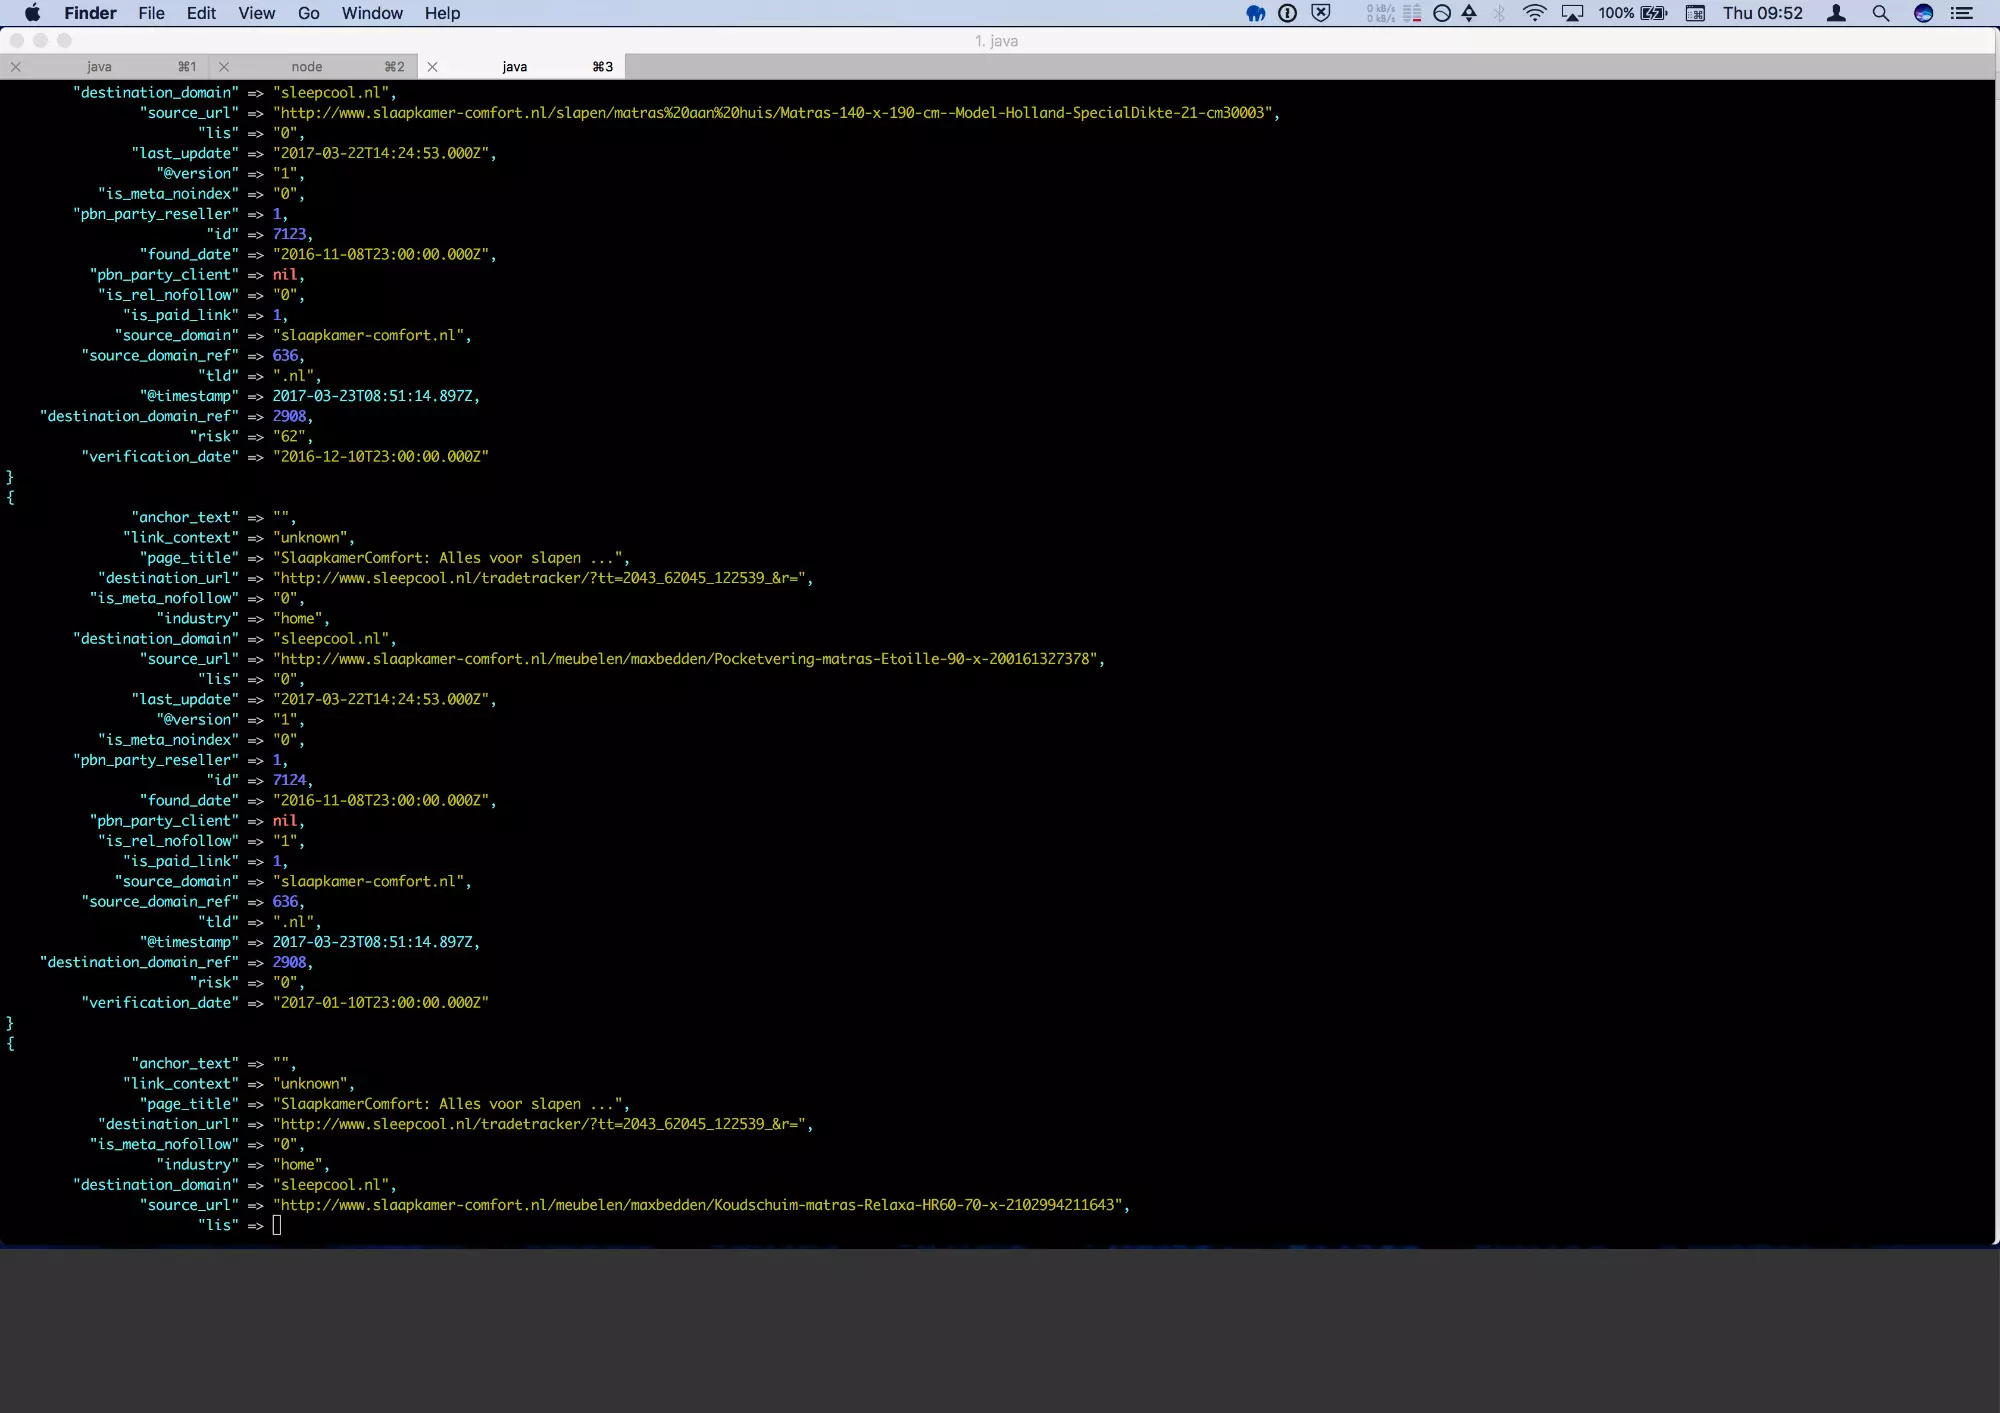 Finder File Edit View Go Window Help 0 kB/s 0 kB/s 100% Thu 09:52
1. java
java ⌘1 node ⌘2 java ⌘3
"destination_domain" => "sleepcool.nl",
"source_url" => "http://www.slaapkamer-comfort.nl/slapen/matras%20aan%20huis/Matras-140-x-190-cm--Model-Holland-SpecialDikte-21-cm30003",
"lis" => "0",
"last_update" => "2017-03-22T14:24:53.000Z",
"@version" => "1",
"is_meta_noindex" => "0",
"pbn_party_reseller" => 1,
"id" => 7123,
"found_date" => "2016-11-08T23:00:00.000Z",
"pbn_party_client" => nil,
"is_rel_nofollow" => "0",
"is_paid_link" => 1,
"source_domain" => "slaapkamer-comfort.nl",
"source_domain_ref" => 636,
"tld" => ".nl",
"@timestamp" => 2017-03-23T08:51:14.897Z,
"destination_domain_ref" => 2908,
"risk" => "62",
"verification_date" => "2016-12-10T23:00:00.000Z"
}
{
"anchor_text" => "",
"link_context" => "unknown",
"page_title" => "SlaapkamerComfort: Alles voor slapen ...",
"destination_url" => "http://www.sleepcool.nl/tradetracker/?tt=2043_62045_122539_&r=",
"is_meta_nofollow" => "0",
"industry" => "home",
"destination_domain" => "sleepcool.nl",
"source_url" => "http://www.slaapkamer-comfort.nl/meubelen/maxbedden/Pocketvering-matras-Etoille-90-x-200161327378",
"lis" => "0",
"last_update" => "2017-03-22T14:24:53.000Z",
"@version" => "1",
"is_meta_noindex" => "0",
"pbn_party_reseller" => 1,
"id" => 7124,
"found_date" => "2016-11-08T23:00:00.000Z",
"pbn_party_client" => nil,
"is_rel_nofollow" => "1",
"is_paid_link" => 1,
"source_domain" => "slaapkamer-comfort.nl",
"source_domain_ref" => 636,
"tld" => ".nl",
"@timestamp" => 2017-03-23T08:51:14.897Z,
"destination_domain_ref" => 2908,
"risk" => "0",
"verification_date" => "2017-01-10T23:00:00.000Z"
}
{
"anchor_text" => "",
"link_context" => "unknown",
"page_title" => "SlaapkamerComfort: Alles voor slapen ...",
"destination_url" => "http://www.sleepcool.nl/tradetracker/?tt=2043_62045_122539_&r=",
"is_meta_nofollow" => "0",
"industry" => "home",
"destination_domain" => "sleepcool.nl",
"source_url" => "http://www.slaapkamer-comfort.nl/meubelen/maxbedden/Koudschuim-matras-Relaxa-HR60-70-x-2102994211643",
"lis" =>